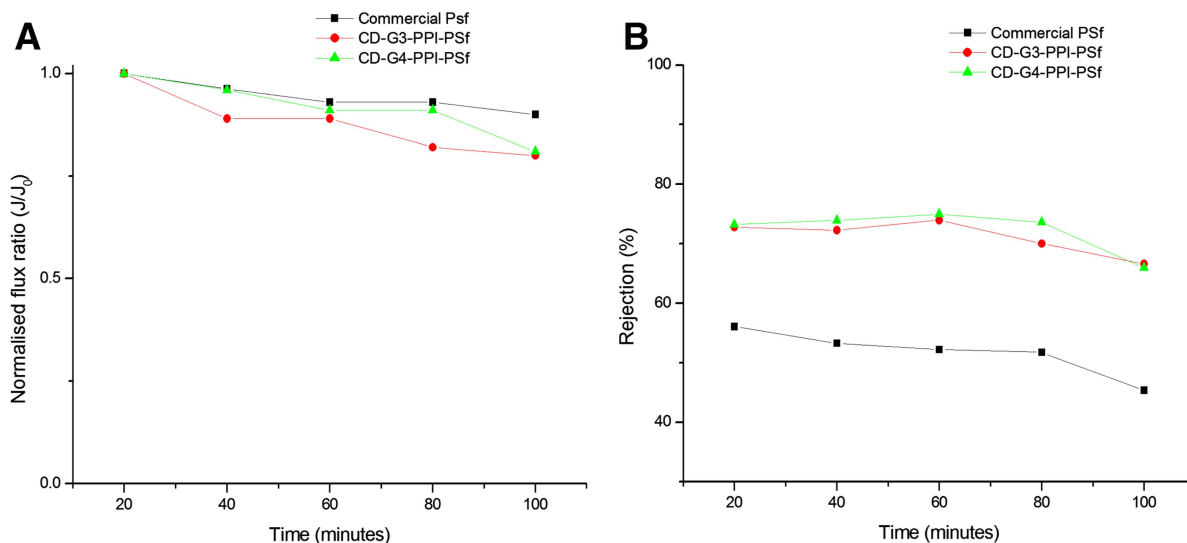 A
Commercial Psf
CD-G3-PPI-PSf
CD-G4-PPI-PSf
1.0
0.5
0.0
Normalised flux ratio (J/J₀)
20 40 60 80 100
Time (minutes)
B
Commercial PSf
CD-G3-PPI-PSf
CD-G4-PPI-PSf
100
80
60
40
Rejection (%)
20 40 60 80 100
Time (minutes)